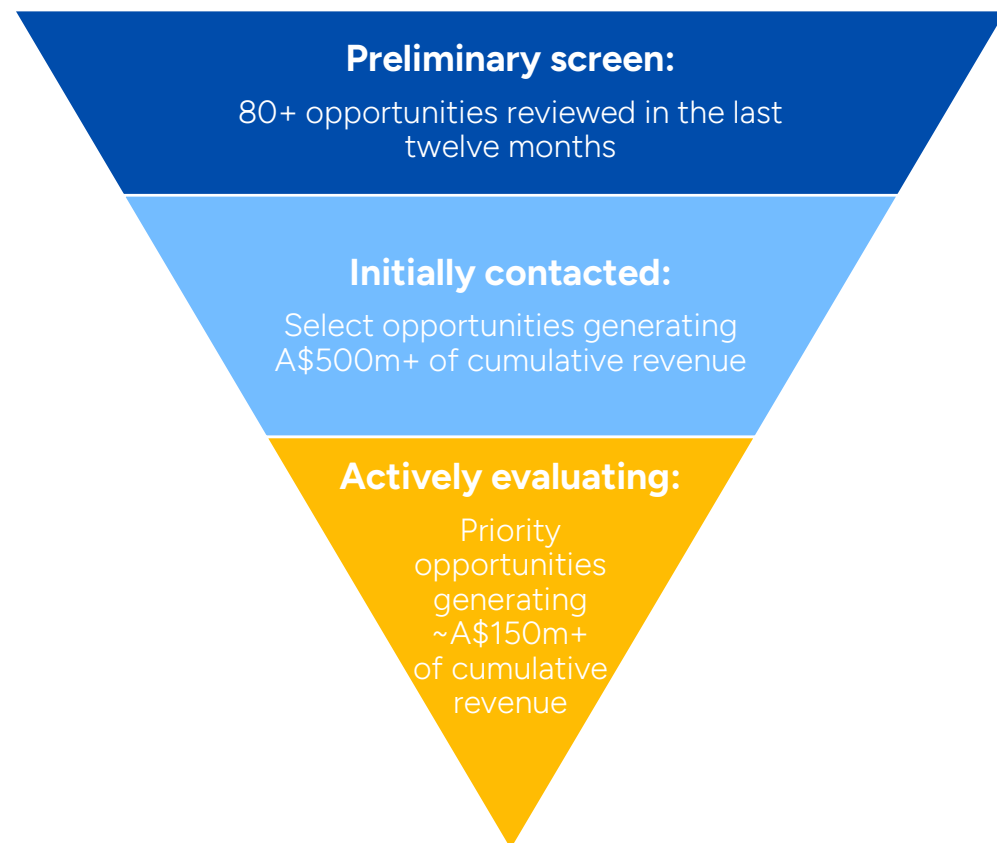 Preliminary screen:
80+ opportunities reviewed in the last
twelve months
Initially contacted:
Select opportunities generating
A$500m+ of cumulative revenue
Actively evaluating:
Priority
opportunities
generating
~A$150m+
of cumulative
revenue